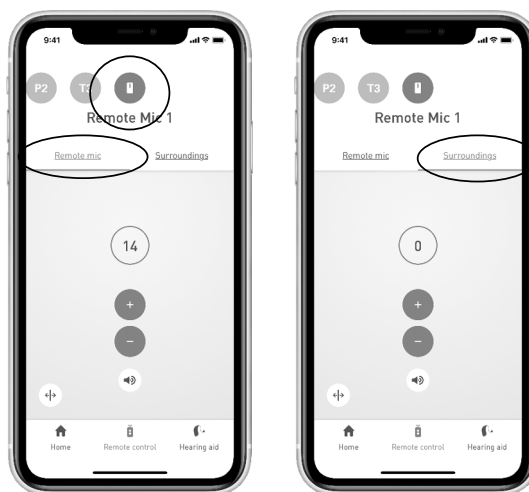 9:41
P2 T3
Remote Mic 1
Remote mic Surroundings
14
+
−
Home Remote control Hearing aid
9:41
P2 T3
Remote Mic 1
Remote mic Surroundings
0
+
−
Home Remote control Hearing aid